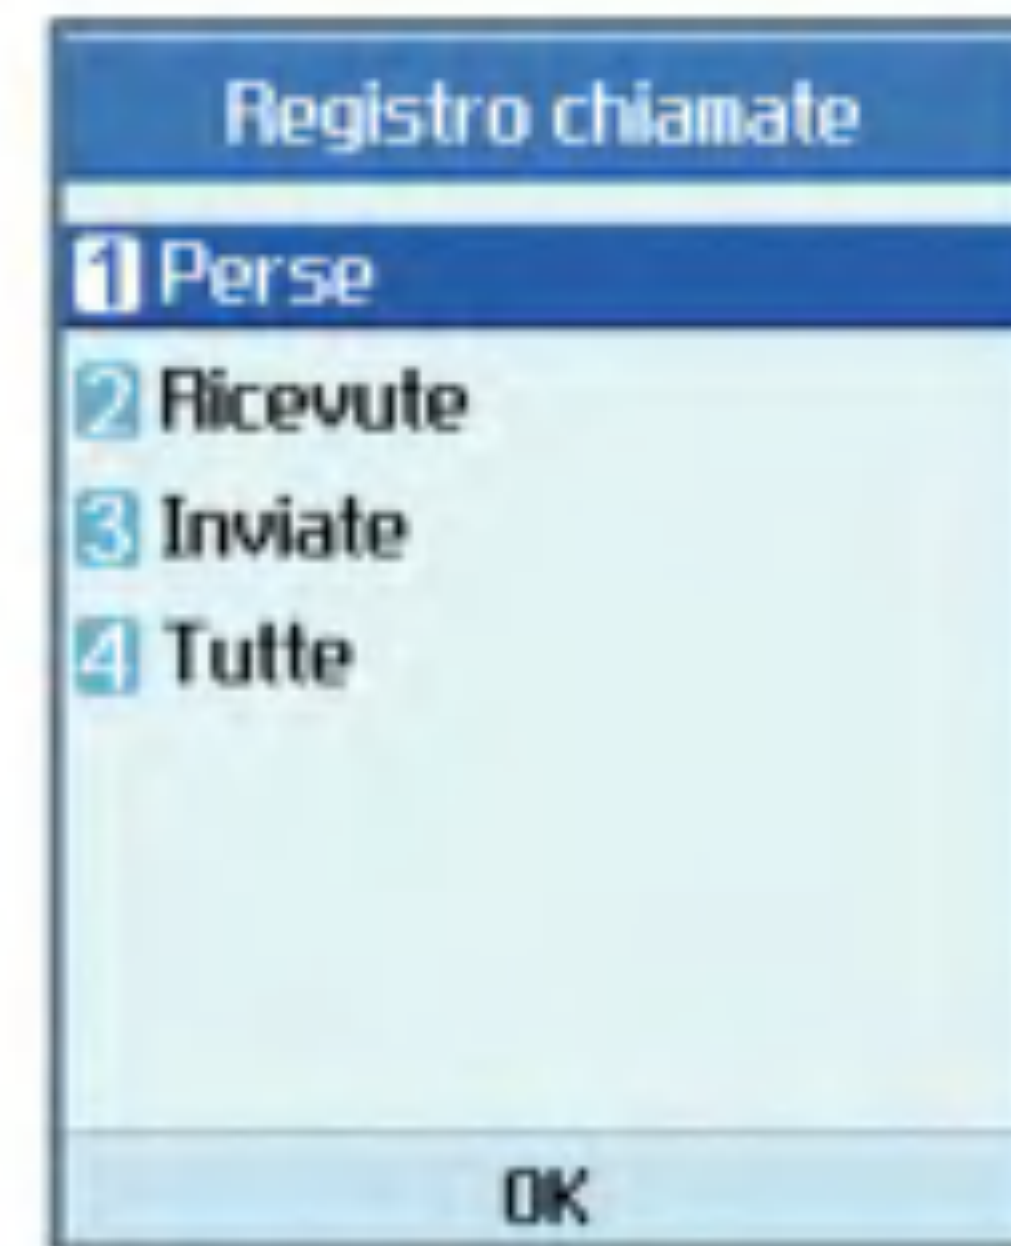 Registro chiamate
1 Perse
2 Ricevute
3 Inviate
4 Tutte
OK